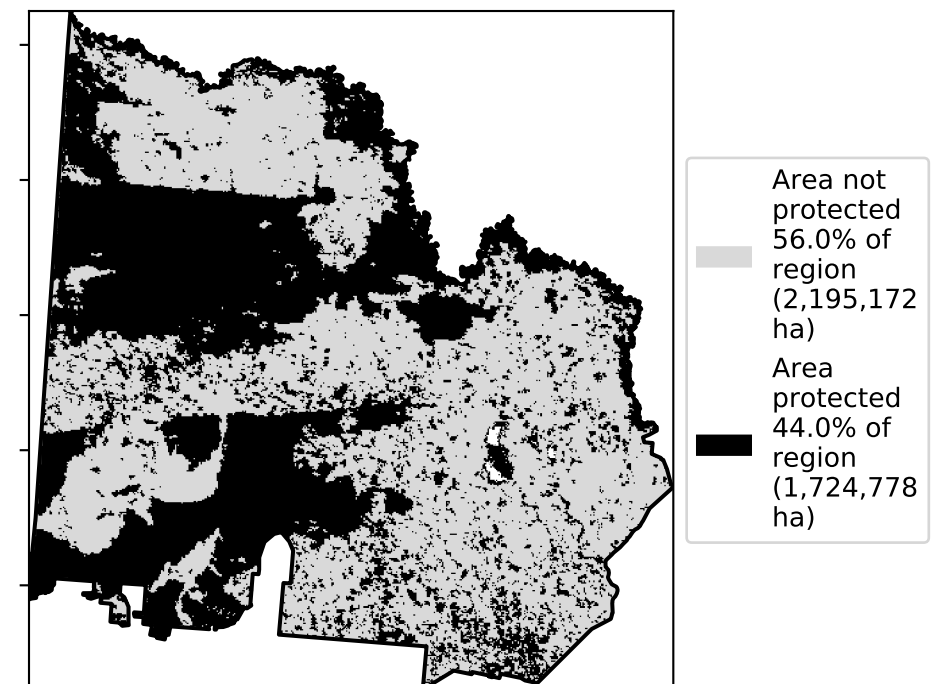 Area not
protected
56.0% of
region
(2,195,172
ha)
Area
protected
44.0% of
region
(1,724,778
ha)